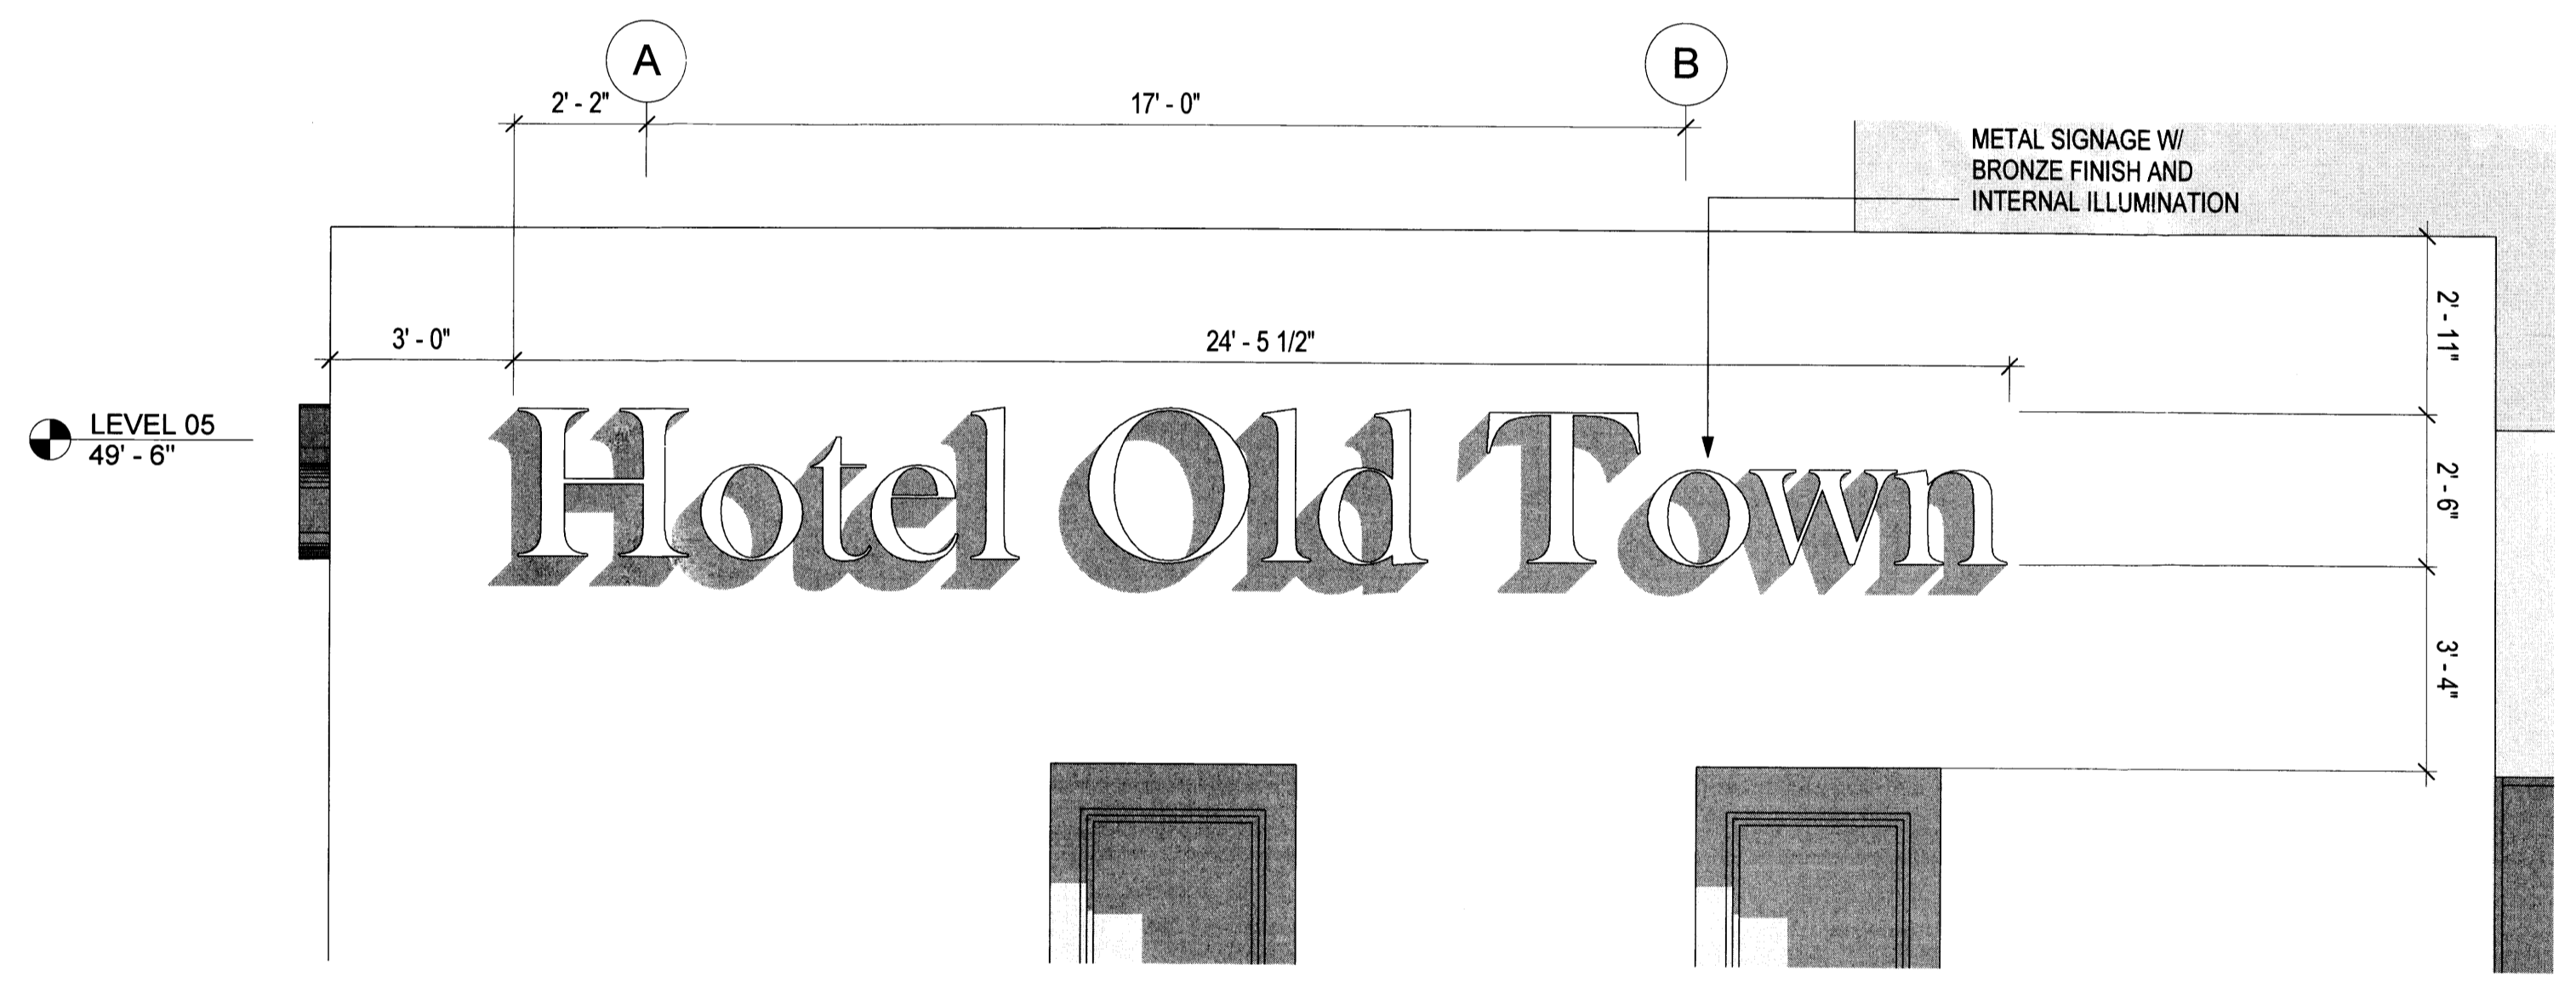 A
B
2' - 2"
17' - 0"
METAL SIGNAGE W/
BRONZE FINISH AND
INTERNAL ILLUMINATION
3' - 0"
24' - 5 1/2"
2' - 11"
LEVEL 05
49' - 6"
Hotel Old Town
2' - 6"
3' - 4"